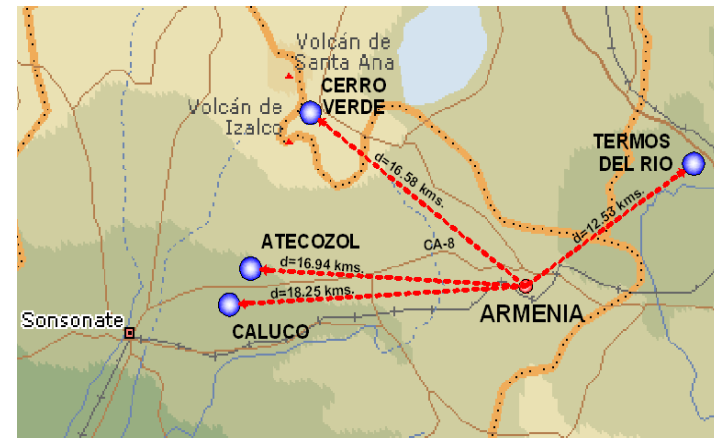 Volcán de
Santa Ana
CERRO
VERDE
Volcán de
Izalco
TERMOS
DEL RIO
d=16.58 kms.
d=12.53 kms.
ATECOZOL
CA-8
d=16.94 kms.
d=18.25 kms.
Sonsonate
CALUCO
ARMENIA